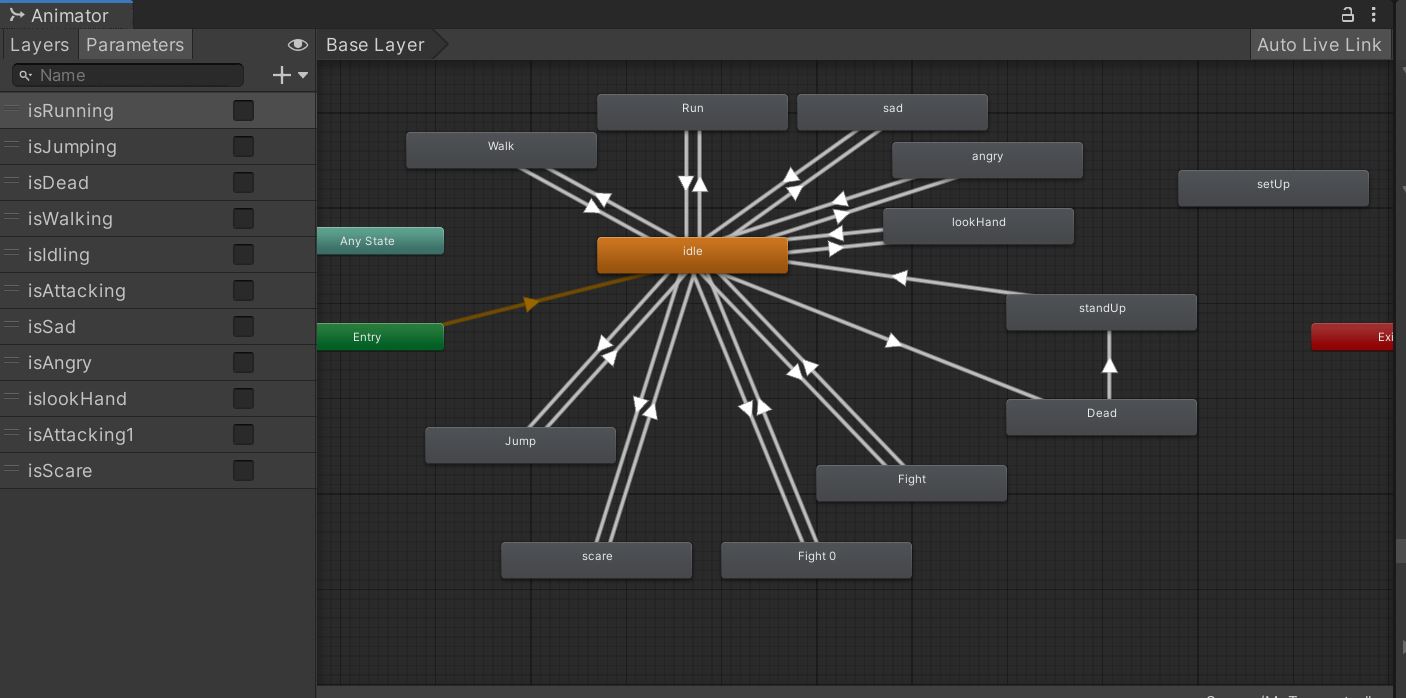 Animator
Layers Parameters
Base Layer
Auto Live Link
Name
isRunning
isJumping
isDead
isWalking
isIdling
isAttacking
isSad
isAngry
islookHand
isAttacking1
isScare
Run
sad
Walk
angry
setUp
lookHand
Any State
idle
standUp
Entry
Exi
Dead
Jump
Fight
scare
Fight 0